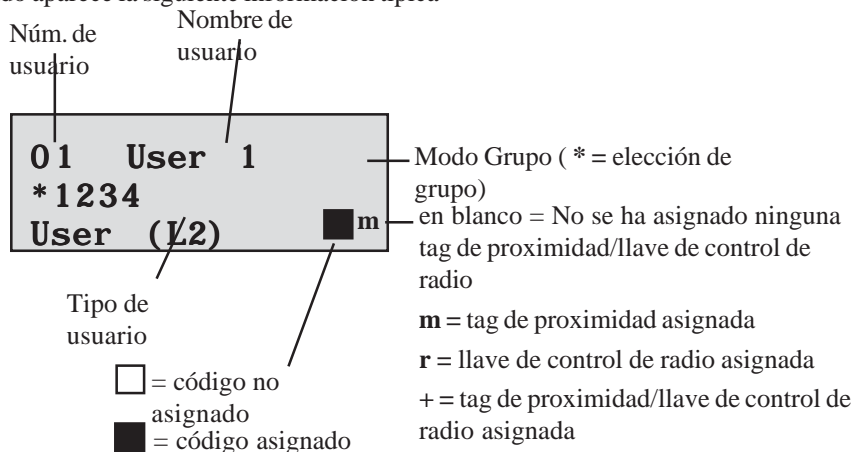 do aparece la siguiente información típica
Núm. de
usuario
Nombre de
usuario
01 User 1
*1234
User (L2)
m
Modo Grupo ( * = elección de
grupo)
en blanco = No se ha asignado ninguna
tag de proximidad/llave de control de
radio
m = tag de proximidad asignada
r = llave de control de radio asignada
+ = tag de proximidad/llave de control de
radio asignada
Tipo de
usuario
= código no
asignado
= código asignado